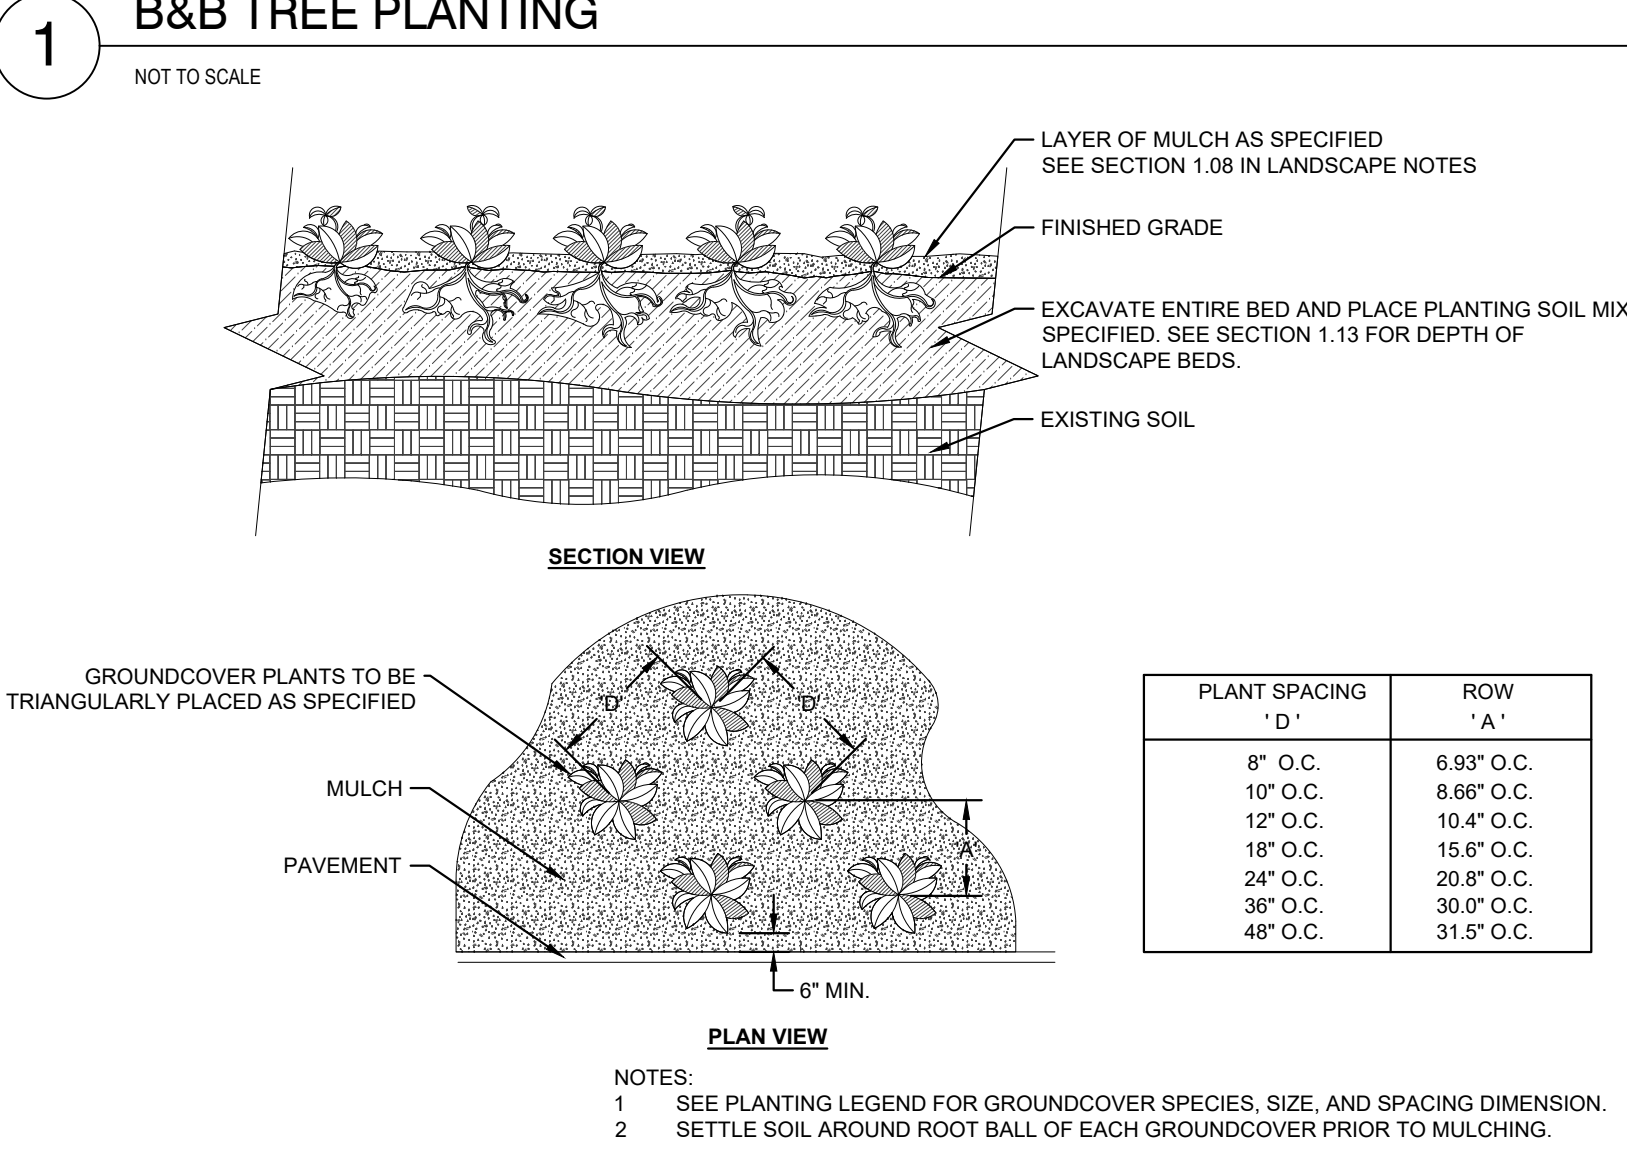 1
B&B TREE PLANTING
NOT TO SCALE
LAYER OF MULCH AS SPECIFIED
SEE SECTION 1.08 IN LANDSCAPE NOTES
FINISHED GRADE
EXCAVATE ENTIRE BED AND PLACE PLANTING SOIL MIX
SPECIFIED. SEE SECTION 1.13 FOR DEPTH OF
LANDSCAPE BEDS.
EXISTING SOIL
SECTION VIEW
GROUNDCOVER PLANTS TO BE
TRIANGULARLY PLACED AS SPECIFIED
MULCH
PAVEMENT
'D'
'D'
'A'
6" MIN.
PLAN VIEW
PLANT SPACING ROW
' D ' ' A '
8" O.C. 6.93" O.C.
10" O.C. 8.66" O.C.
12" O.C. 10.4" O.C.
18" O.C. 15.6" O.C.
24" O.C. 20.8" O.C.
36" O.C. 30.0" O.C.
48" O.C. 31.5" O.C.
NOTES:
1 SEE PLANTING LEGEND FOR GROUNDCOVER SPECIES, SIZE, AND SPACING DIMENSION.
2 SETTLE SOIL AROUND ROOT BALL OF EACH GROUNDCOVER PRIOR TO MULCHING.